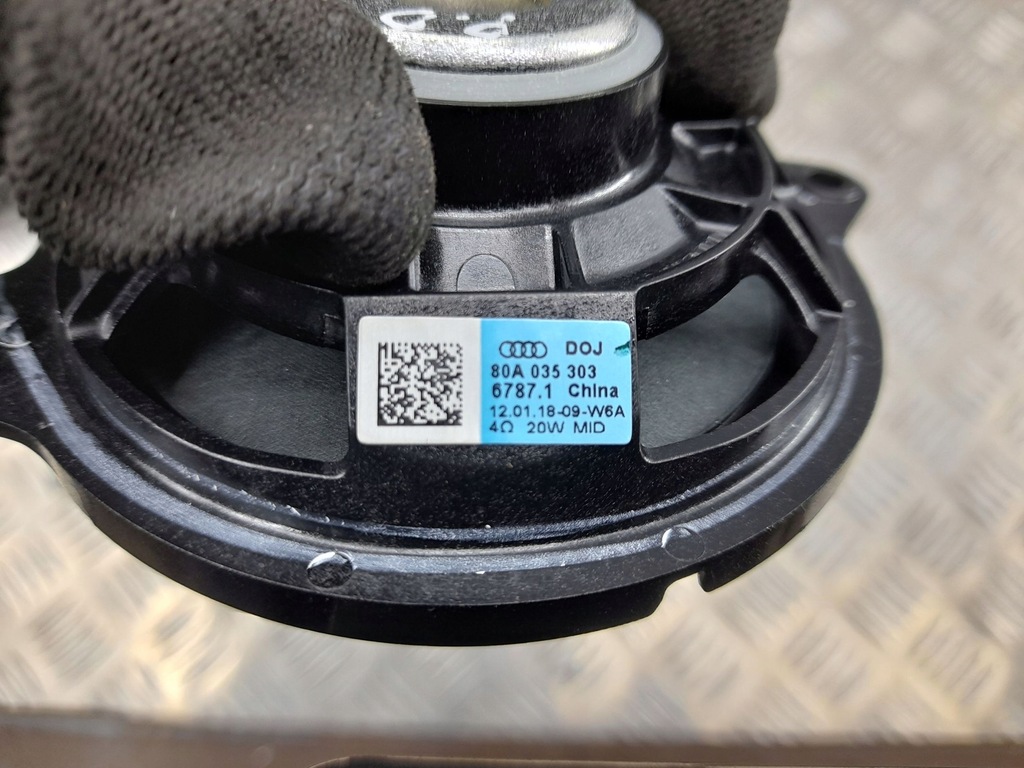 DOJ
80A 035 303
6787.1 China
12.01.18-09-W6A
4Ω 20W MID